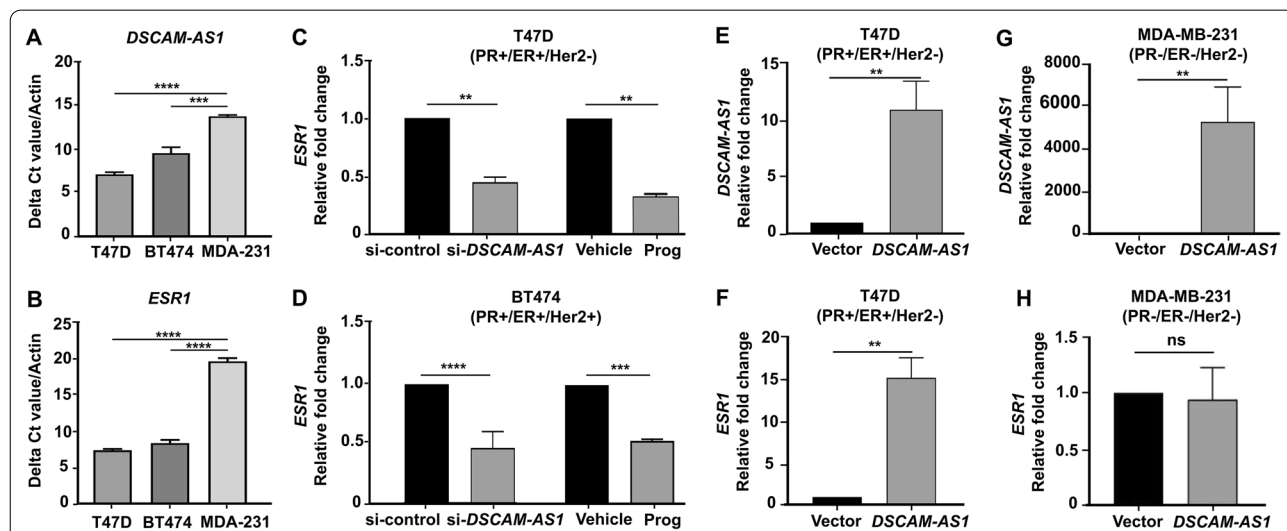 A
DSCAM-AS1
Delta Ct value/Actin
20
15
10
5
0
****
***
T47D BT474 MDA-231
B
ESR1
Delta Ct value/Actin
25
20
15
10
5
0
****
****
T47D BT474 MDA-231
C
T47D
(PR+/ER+/Her2-)
ESR1
Relative fold change
1.5
1.0
0.5
0
**
**
si-control si-DSCAM-AS1 Vehicle Prog
D
BT474
(PR+/ER+/Her2+)
ESR1
Relative fold change
1.5
1.0
0.5
0
****
***
si-control si-DSCAM-AS1 Vehicle Prog
E
T47D
(PR+/ER+/Her2-)
DSCAM-AS1
Relative fold change
15
10
5
0
**
Vector DSCAM-AS1
F
T47D
(PR+/ER+/Her2-)
ESR1
Relative fold change
20
15
10
5
0
**
Vector DSCAM-AS1
G
MDA-MB-231
(PR-/ER-/Her2-)
DSCAM-AS1
Relative fold change
8000
6000
4000
2000
0
**
Vector DSCAM-AS1
H
MDA-MB-231
(PR-/ER-/Her2-)
ESR1
Relative fold change
1.5
1.0
0.5
0.0
ns
Vector DSCAM-AS1